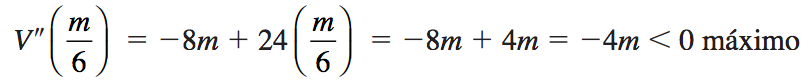 V″(m/6) = −8m + 24(m/6) = −8m + 4m = −4m < 0 máximo